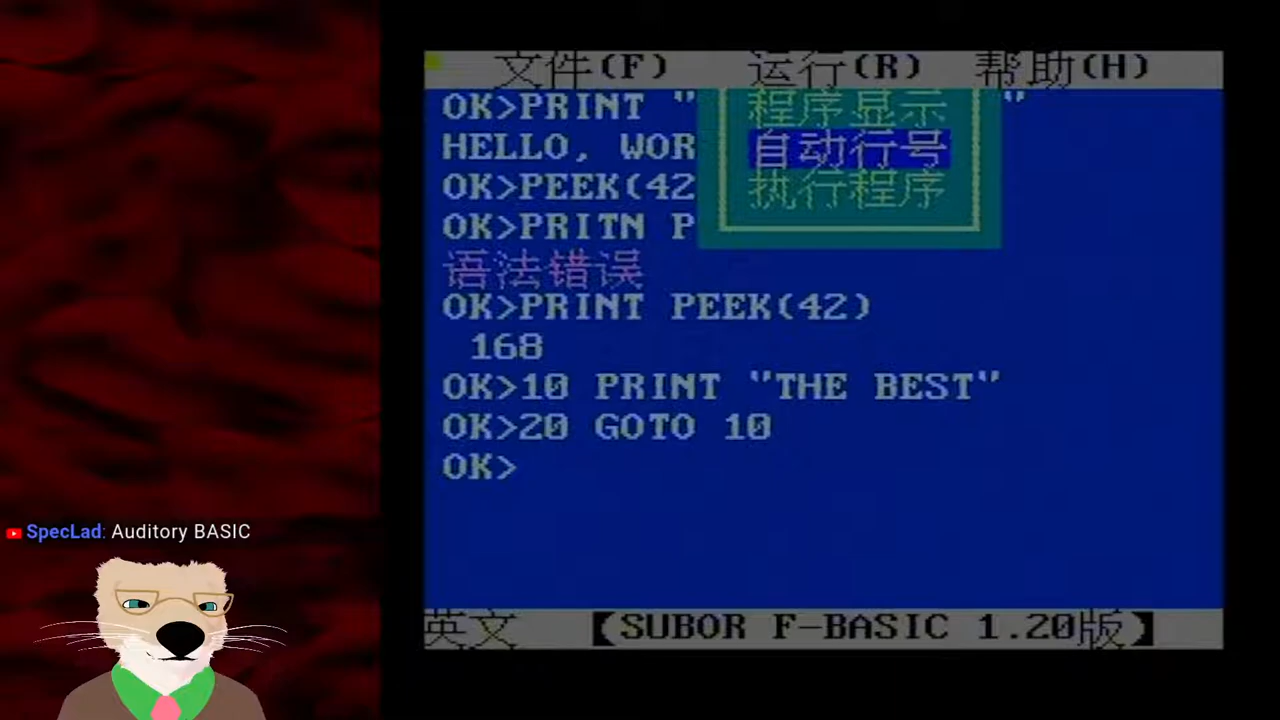 文件(F) 运行(R) 帮助(H)
OK>PRINT " "
程序显示
HELLO, WOR
自动行号
OK>PEEK(42
执行程序
OK>PRITN P
语法错误
OK>PRINT PEEK(42)
168
OK>10 PRINT "THE BEST"
OK>20 GOTO 10
OK>
SpecLad: Auditory BASIC
英文 【SUBOR F-BASIC 1.20版】